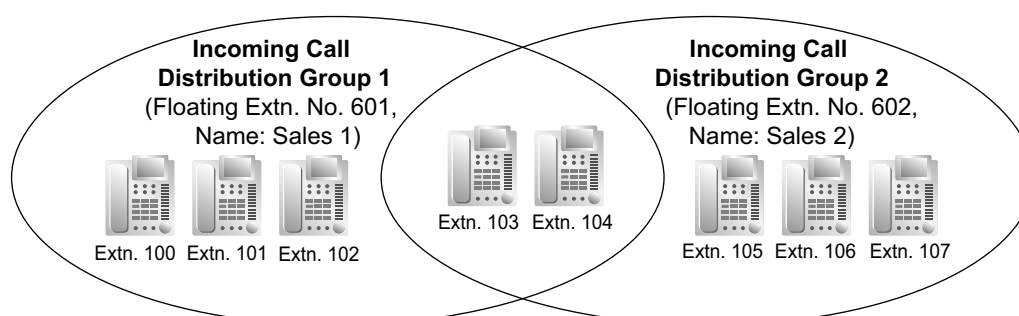 Incoming Call
Distribution Group 1
(Floating Extn. No. 601,
Name: Sales 1)
Extn. 100 Extn. 101 Extn. 102
Extn. 103 Extn. 104
Incoming Call
Distribution Group 2
(Floating Extn. No. 602,
Name: Sales 2)
Extn. 105 Extn. 106 Extn. 107